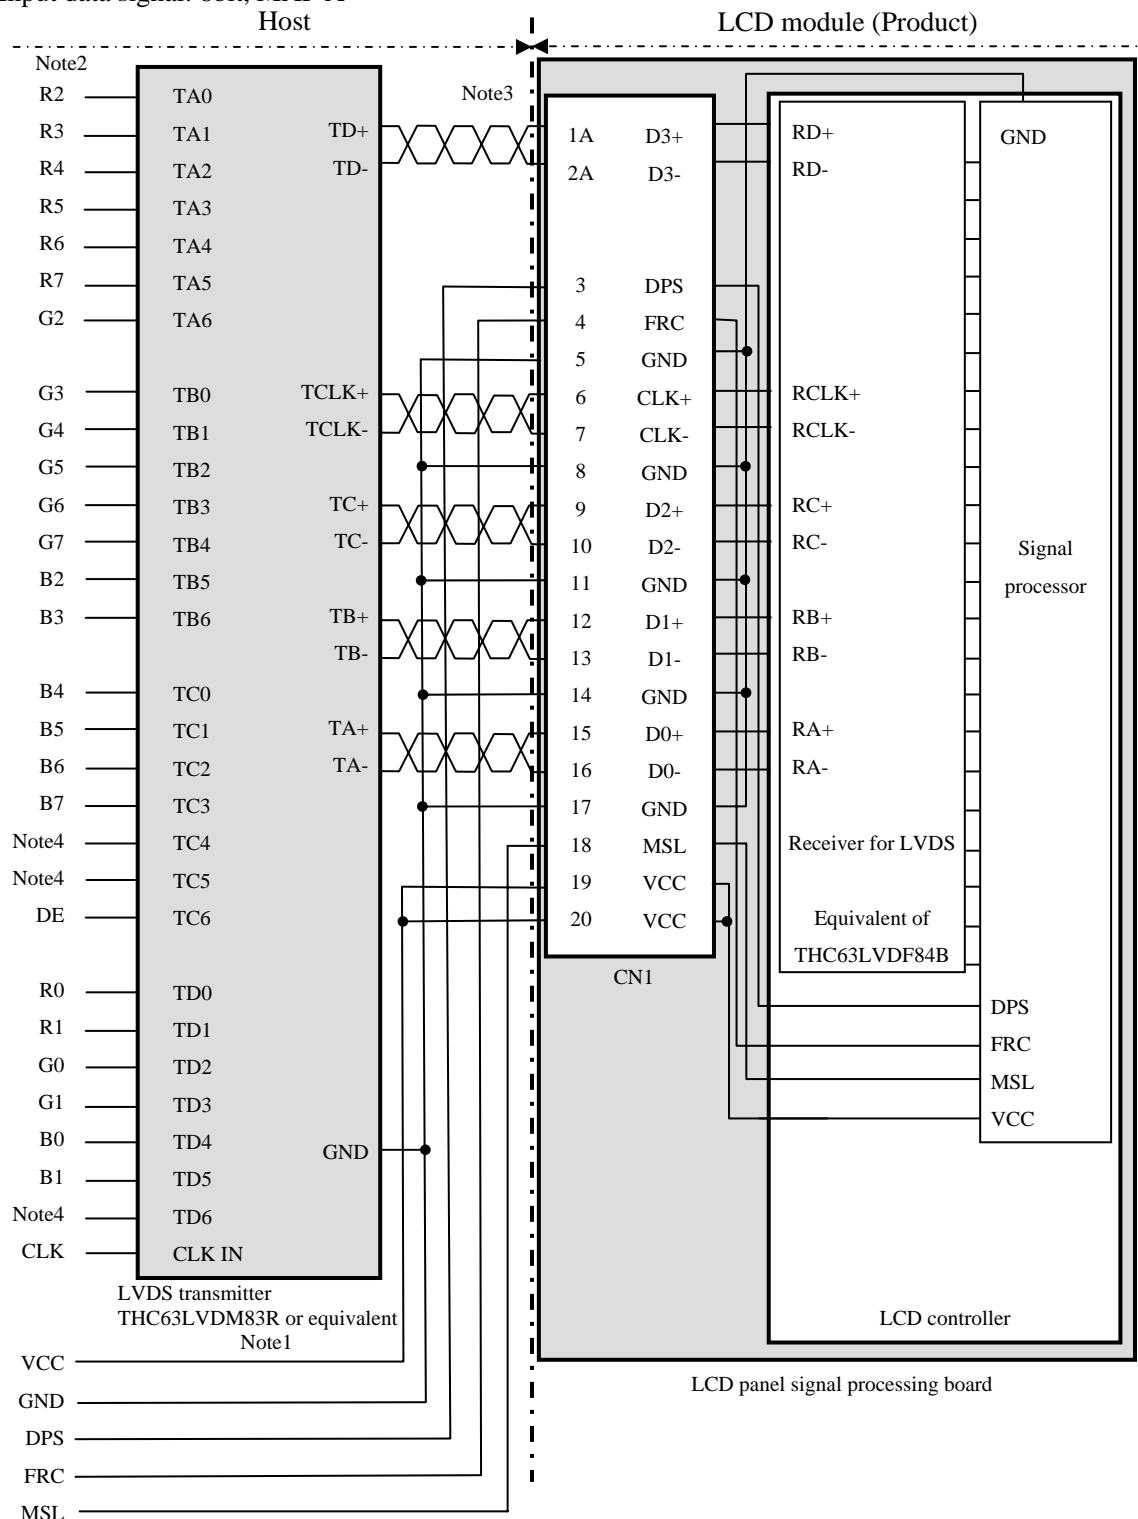 Input data signal: 8bit, MAP A
Host
LCD module (Product)
Note2
Note3
R2 TA0
R3 TA1 TD+ 1A D3+ RD+ GND
R4 TA2 TD- 2A D3- RD-
R5 TA3
R6 TA4
R7 TA5 3 DPS
G2 TA6 4 FRC
5 GND
G3 TB0 TCLK+ 6 CLK+ RCLK+
G4 TB1 TCLK- 7 CLK- RCLK-
G5 TB2 8 GND
G6 TB3 TC+ 9 D2+ RC+
G7 TB4 TC- 10 D2- RC- Signal
B2 TB5 11 GND processor
B3 TB6 TB+ 12 D1+ RB+
TB- 13 D1- RB-
B4 TC0 14 GND
B5 TC1 TA+ 15 D0+ RA+
B6 TC2 TA- 16 D0- RA-
B7 TC3 17 GND
Note4 TC4 18 MSL Receiver for LVDS
Note4 TC5 19 VCC
DE TC6 20 VCC Equivalent of
THC63LVDF84B
CN1
R0 TD0 DPS
R1 TD1 FRC
G0 TD2 MSL
G1 TD3 VCC
B0 TD4 GND
B1 TD5
Note4 TD6
CLK CLK IN
LVDS transmitter
THC63LVDM83R or equivalent LCD controller
Note1
VCC
LCD panel signal processing board
GND
DPS
FRC
MSL